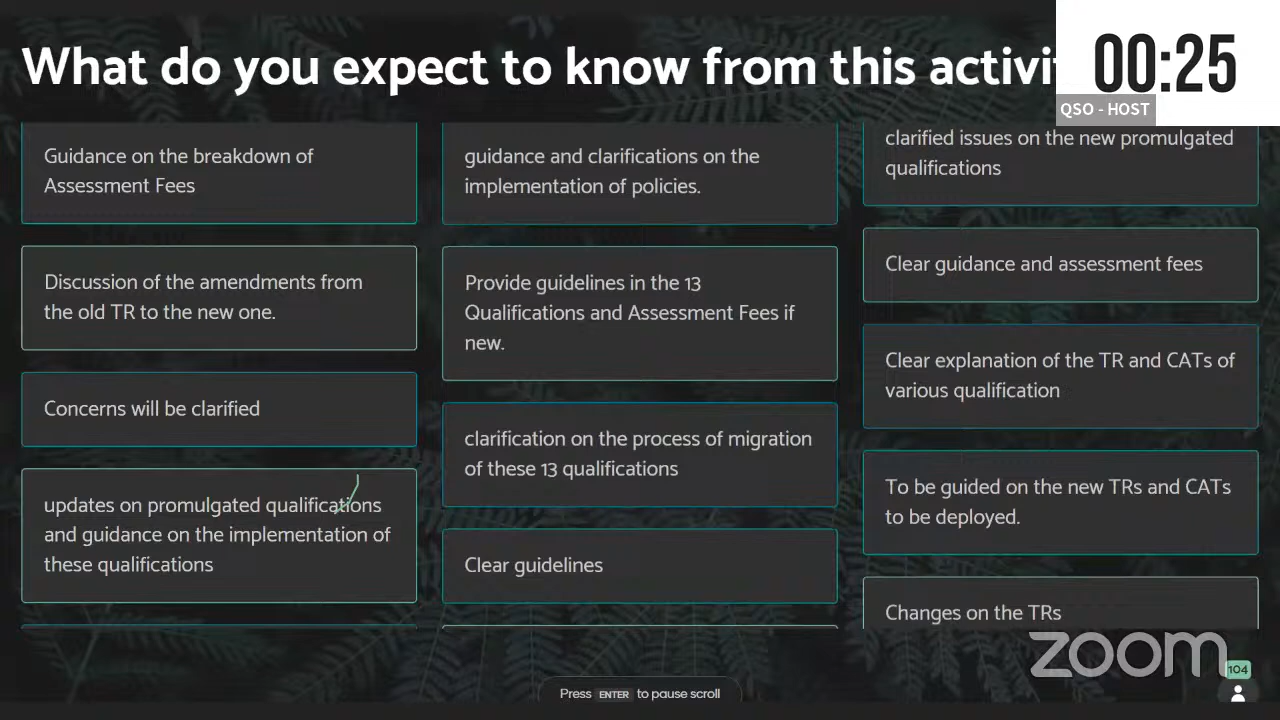 What do you expect to know from this activi
00:25
QSO - HOST
Guidance on the breakdown of
Assessment Fees
Discussion of the amendments from
the old TR to the new one.
Concerns will be clarified
updates on promulgated qualifications
and guidance on the implementation of
these qualifications
guidance and clarifications on the
implementation of policies.
Provide guidelines in the 13
Qualifications and Assessment Fees if
new.
clarification on the process of migration
of these 13 qualifications
Clear guidelines
clarified issues on the new promulgated
qualifications
Clear guidance and assessment fees
Clear explanation of the TR and CATs of
various qualification
To be guided on the new TRs and CATs
to be deployed.
Changes on the TRs
zoom
104
Press ENTER to pause scroll